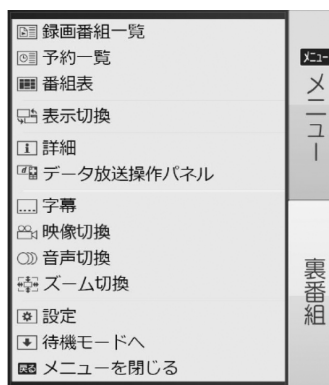 録画番組一覧
予約一覧
番組表
表示切換
詳細
データ放送操作パネル
字幕
映像切換
音声切換
ズーム切換
設定
待機モードへ
戻る メニューを閉じる
メニュー
メニュー
裏番組